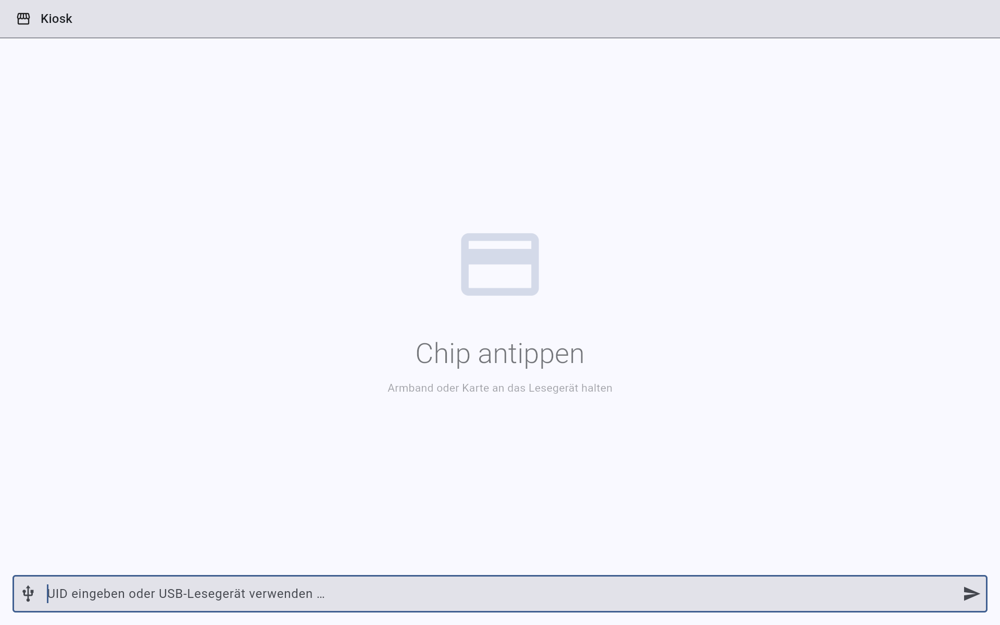 Kiosk
Chip antippen
Armband oder Karte an das Lesegerät halten
UID eingeben oder USB-Lesegerät verwenden …